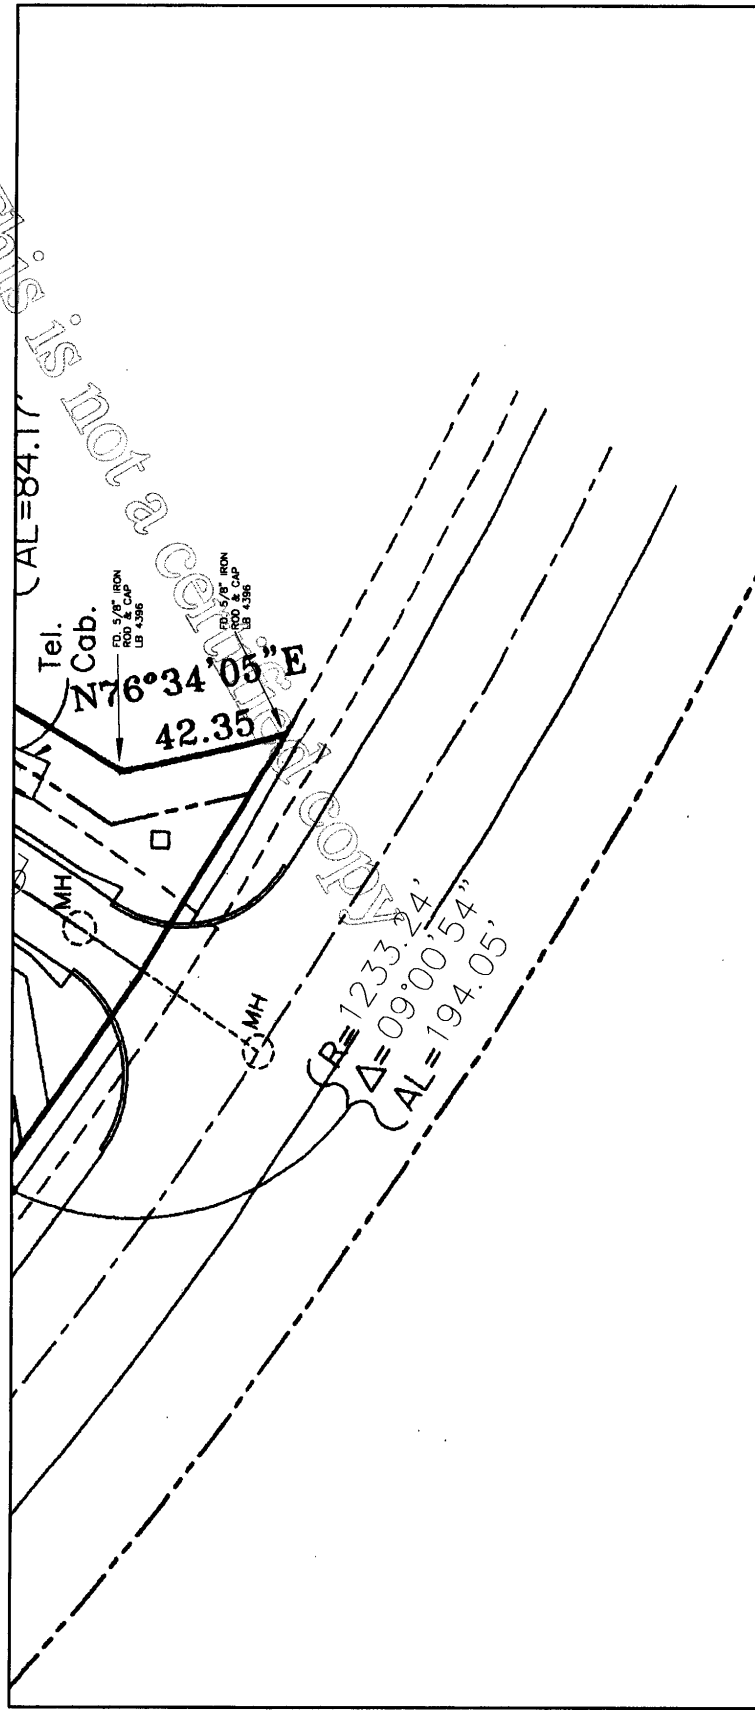 This is not a certified copy
(AL=84.17'
Tel.
Cab.
FD. 5/8" IRON
ROD & CAP
LB 4396
FD. 5/8" IRON
ROD & CAP
LB 4396
N76°34'05"E
42.35
MH
MH
R=1233.24'
Δ=09°00'54"
AL=194.05'